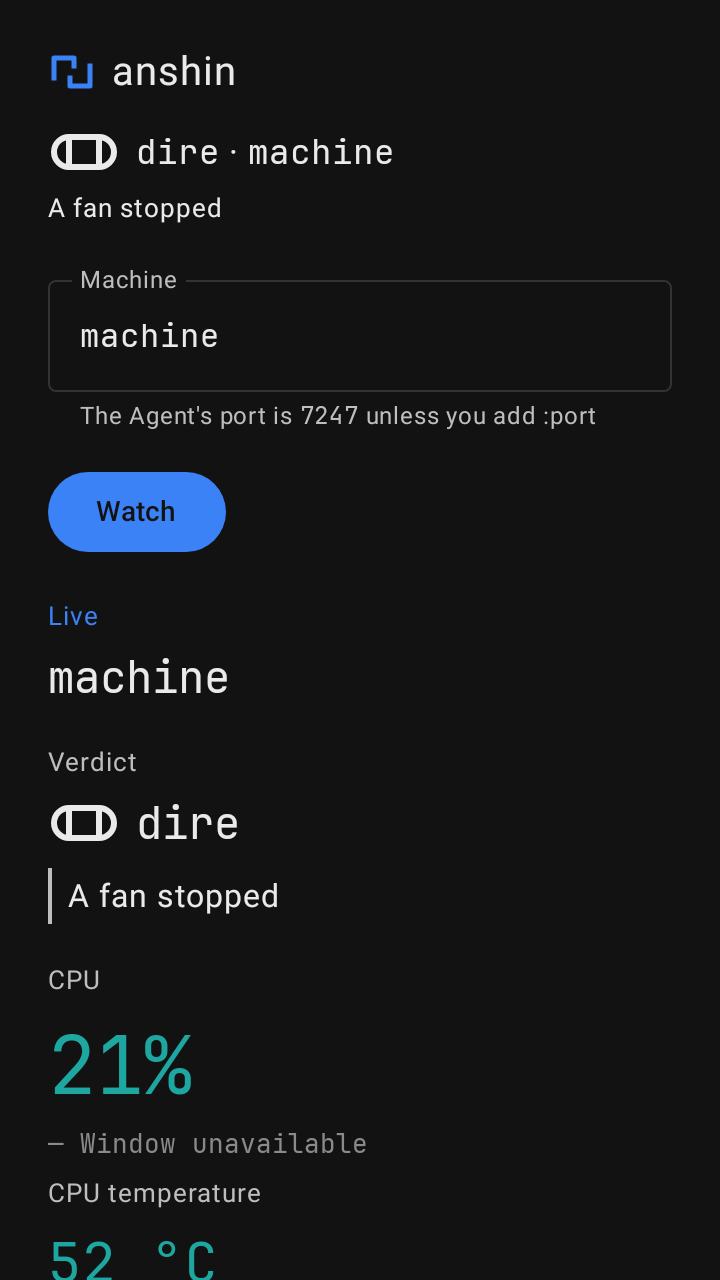 anshin
dire · machine
A fan stopped
Machine
machine
The Agent's port is 7247 unless you add :port
Watch
Live
machine
Verdict
dire
A fan stopped
CPU
21%
— Window unavailable
CPU temperature
52 °C